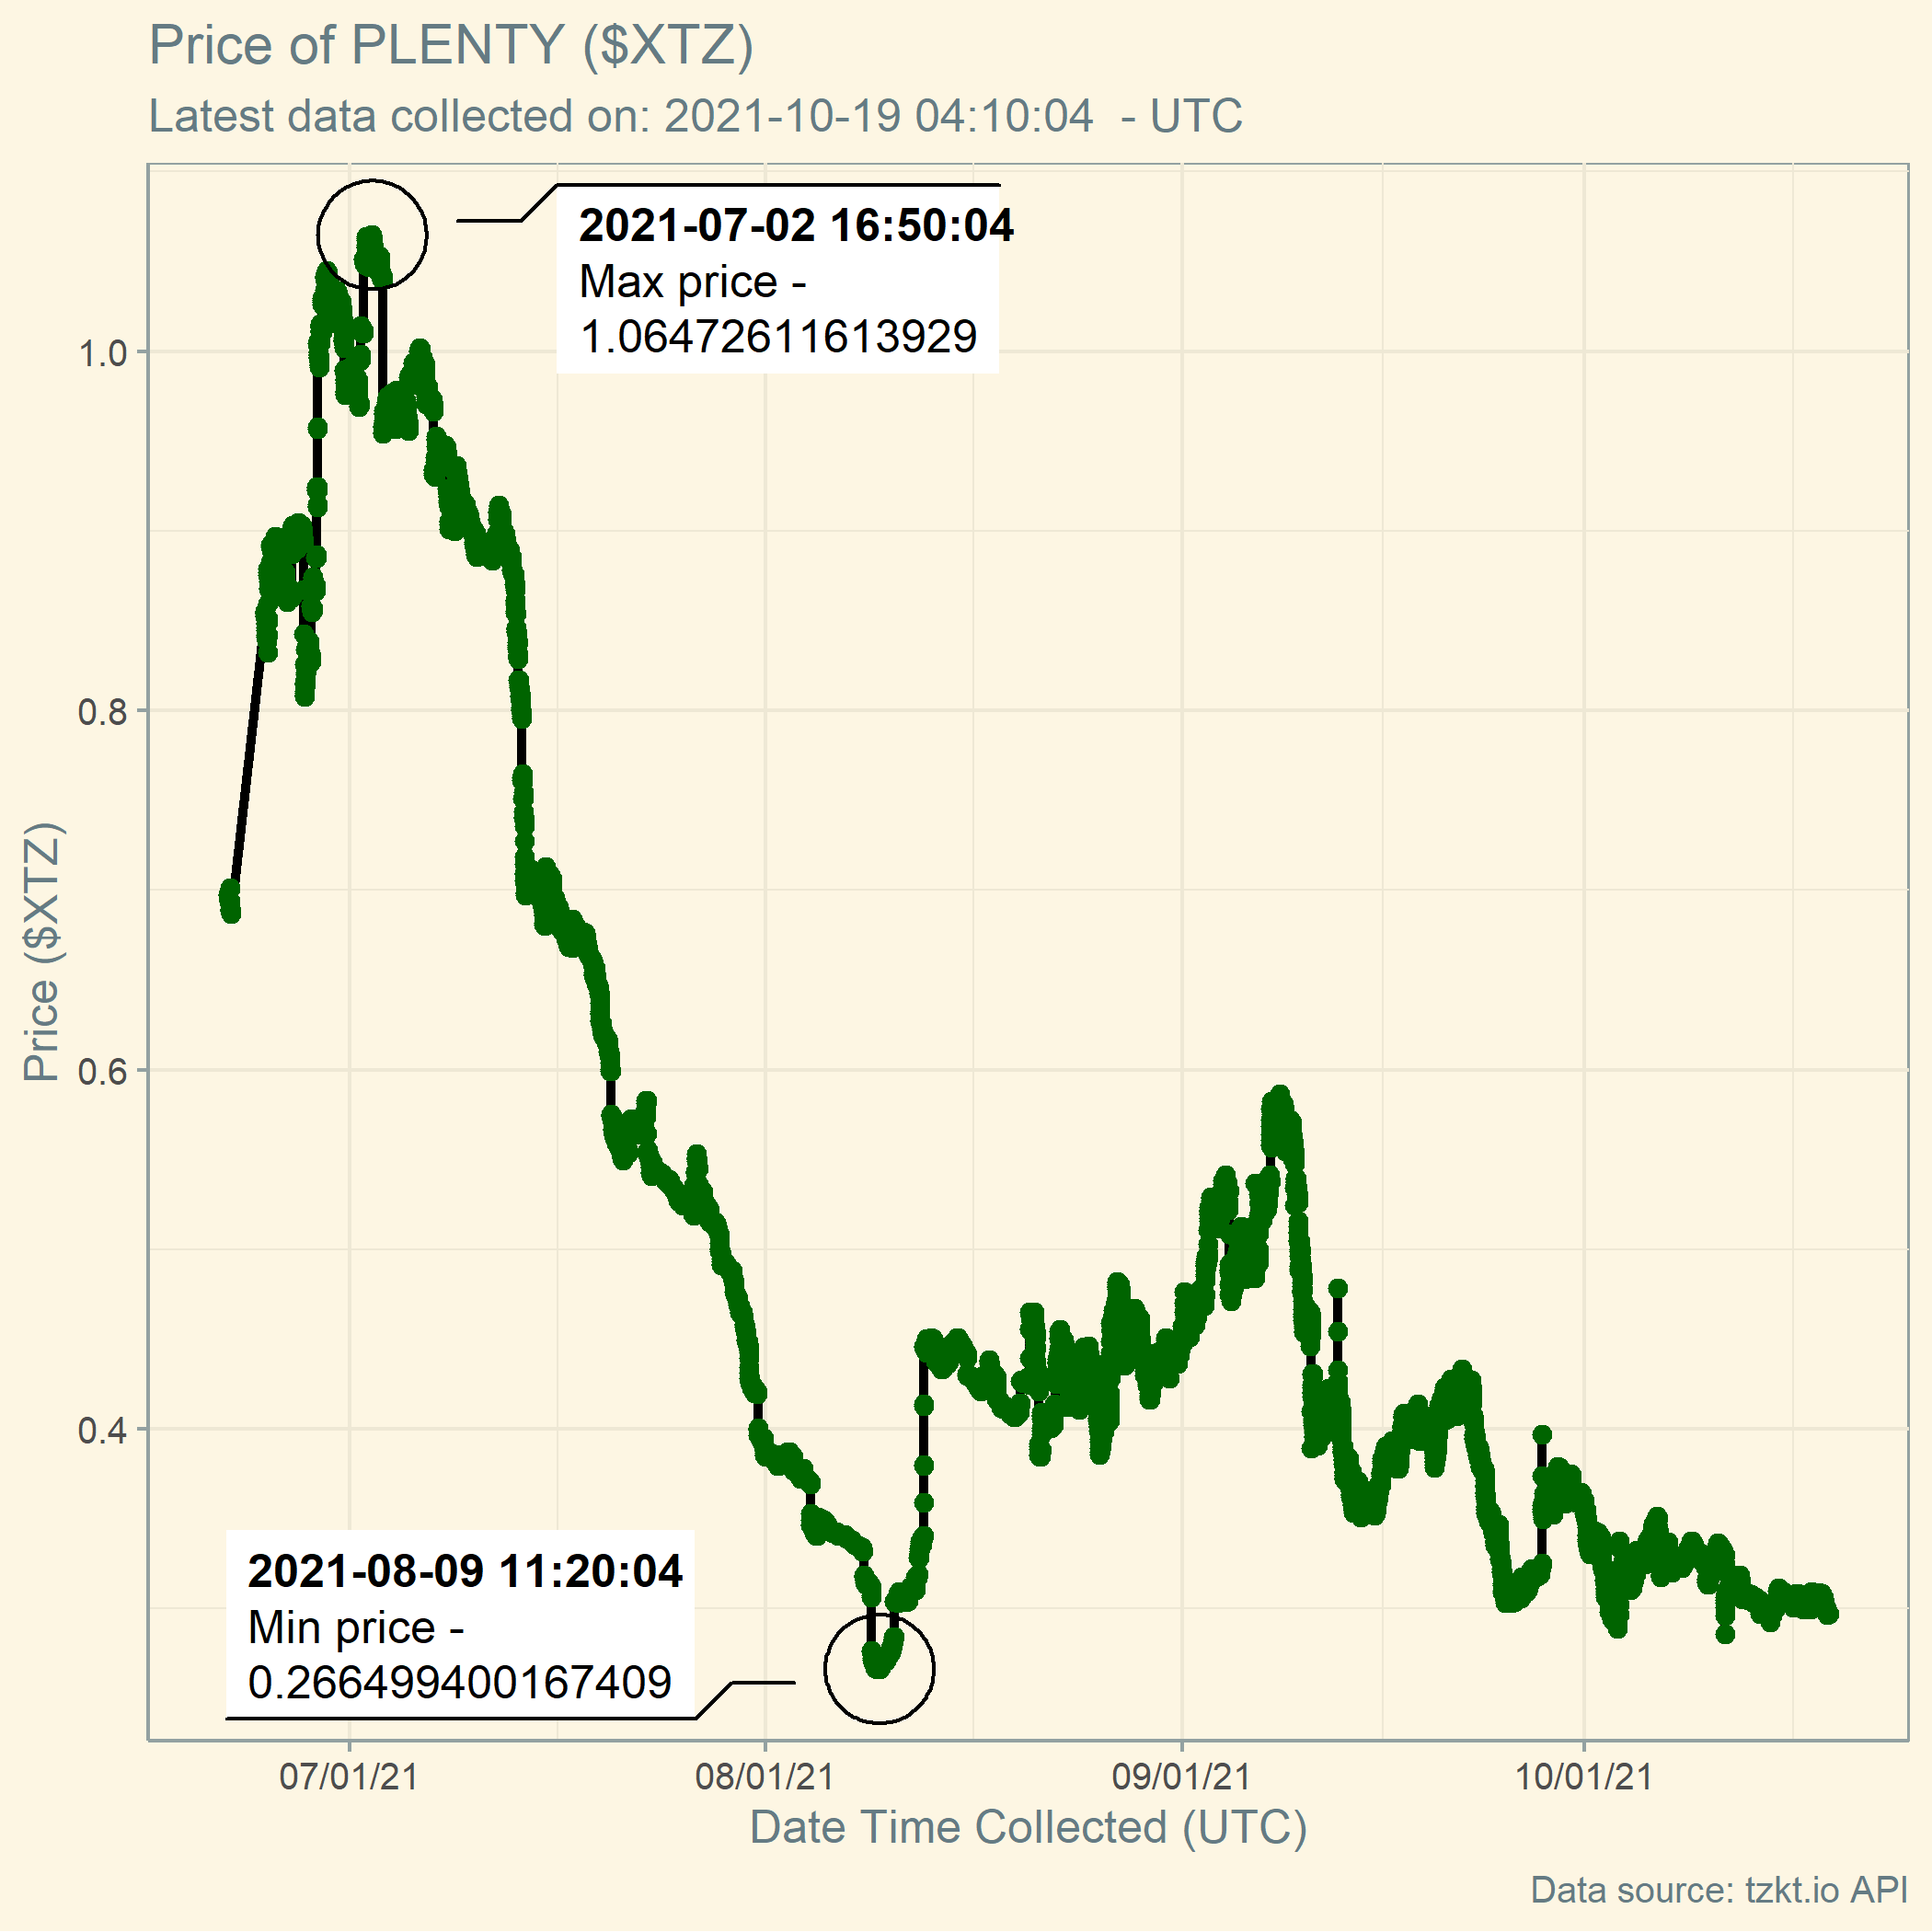 Price of PLENTY ($XTZ)
Latest data collected on: 2021-10-19 04:10:04  - UTC
2021-07-02 16:50:04
Max price -
1.06472611613929
1.0
0.8
0.6
0.4
Price ($XTZ)
2021-08-09 11:20:04
Min price -
0.266499400167409
07/01/21
08/01/21
09/01/21
10/01/21
Date Time Collected (UTC)
Data source: tzkt.io API